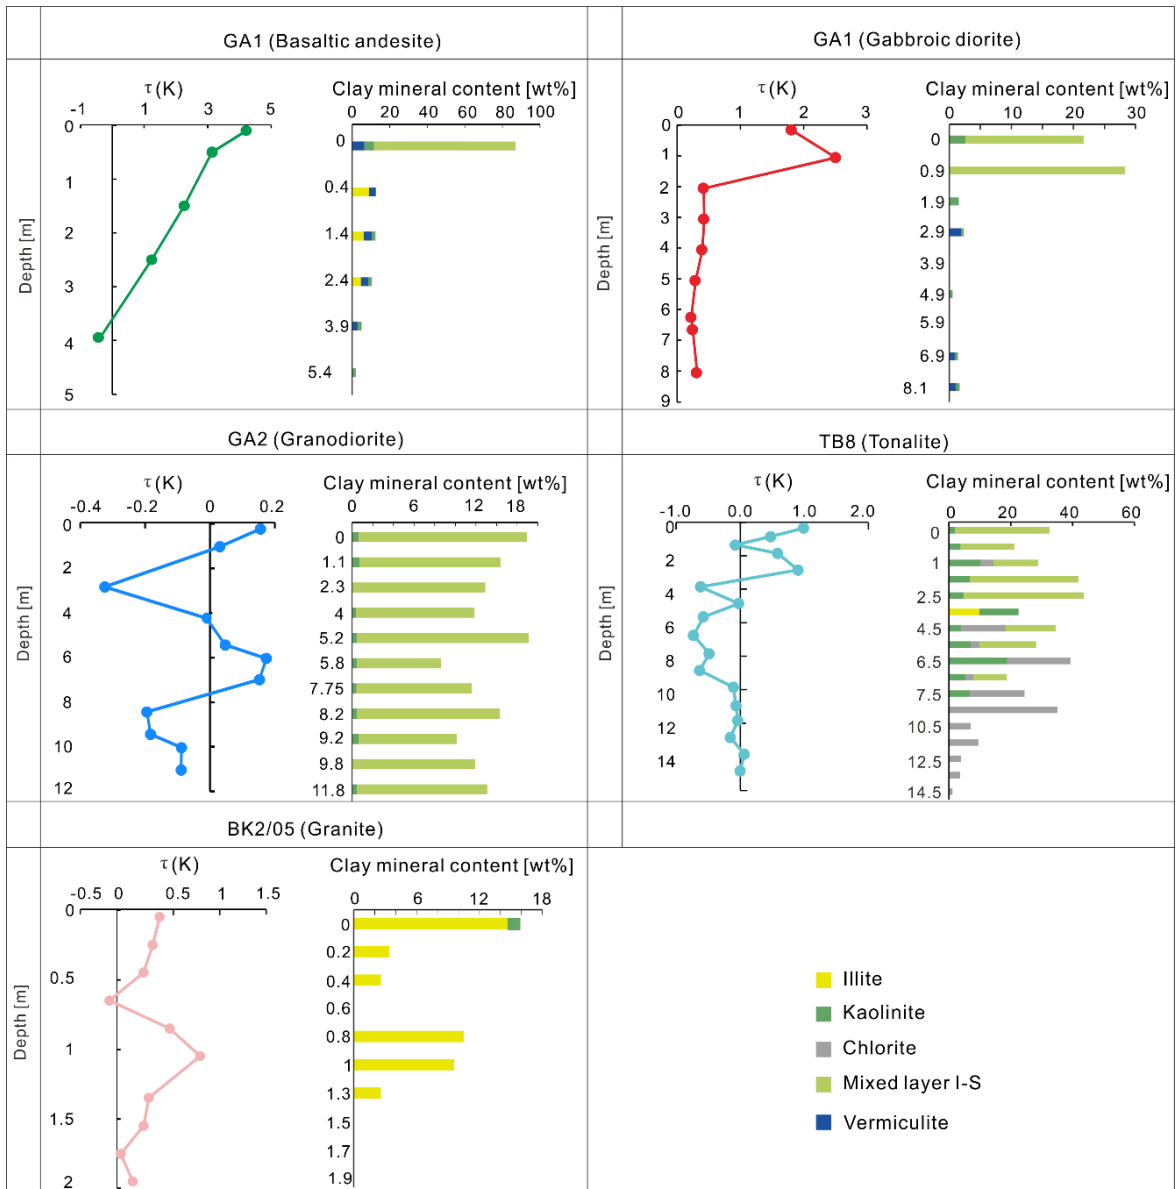 GA1 (Basaltic andesite)
GA1 (Gabbroic diorite)
τ (K)
Clay mineral content [wt%]
-1 1 3 5
0 20 40 60 80 100
Depth [m]
0
1
2
3
4
5
0
0.4
1.4
2.4
3.9
5.4
τ (K)
Clay mineral content [wt%]
0 1 2 3
0 10 20 30
Depth [m]
0
1
2
3
4
5
6
7
8
9
0
0.9
1.9
2.9
3.9
4.9
5.9
6.9
8.1
GA2 (Granodiorite)
TB8 (Tonalite)
τ (K)
Clay mineral content [wt%]
-0.4 -0.2 0 0.2
0 6 12 18
Depth [m]
0
2
4
6
8
10
12
0
1.1
2.3
4
5.2
5.8
7.75
8.2
9.2
9.8
11.8
τ (K)
Clay mineral content [wt%]
-1.0 0.0 1.0 2.0
0 20 40 60
Depth [m]
0
2
4
6
8
10
12
14
0
1
2.5
4.5
6.5
7.5
10.5
12.5
14.5
BK2/05 (Granite)
τ (K)
Clay mineral content [wt%]
-0.5 0 0.5 1 1.5
0 6 12 18
Depth [m]
0
0.5
1
1.5
2
0
0.2
0.4
0.6
0.8
1
1.3
1.5
1.7
1.9
Illite
Kaolinite
Chlorite
Mixed layer I-S
Vermiculite